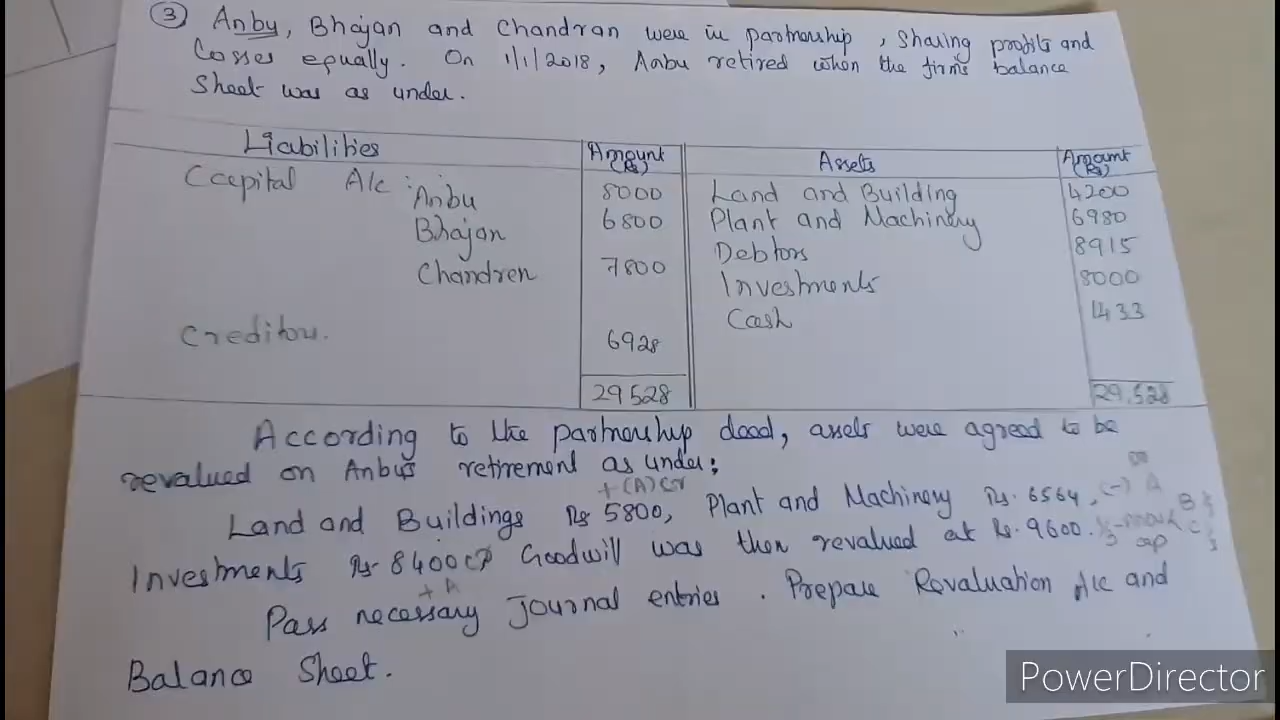 ③ Anby, Bhajan and Chandran were in partnership, sharing profits and
Losses equally. On 1/1/2018, Anbu retired when the firms balance
Sheet was as under.
Liabilities Amount (Rs) Assets Amount (Rs)
Capital A/c: Anbu 8000 Land and Building 4200
Bhajan 6800 Plant and Machinery 6980
Chandren 7800 Debtors 8915
Investments 8000
Cash 1433
Creditou. 6928
29528 29,528
According to the partnership deed, assets were agreed to be
revalued on Anbu's retirement as under;
+ (A) Cr
Land and Buildings Rs 5800, Plant and Machinery Rs. 6564, (-) A
Investments Rs. 8400 Goodwill was then revalued at Rs. 9600.
+ A
Pass necessary journal entries. Prepare Revaluation A/c and
Balance Sheet.
PowerDirector